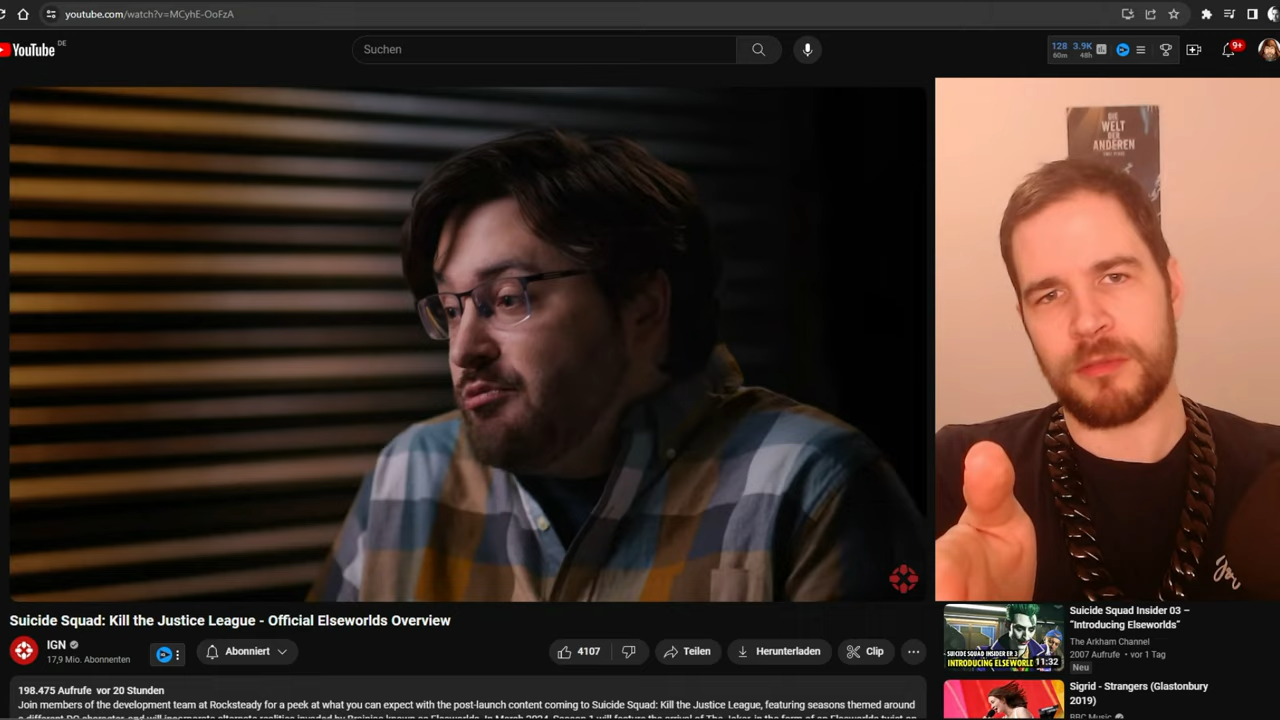 youtube.com/watch?v=MCyhE-OoFzA
YouTube DE
Suchen
128 3.9K
60m 48h
9+
DIE
WELT
DER
ANDEREN
Suicide Squad: Kill the Justice League - Official Elseworlds Overview
IGN
17,9 Mio. Abonnenten
Abonniert
4107
Teilen
Herunterladen
Clip
198.475 Aufrufe vor 20 Stunden
Join members of the development team at Rocksteady for a peek at what you can expect with the post-launch content coming to Suicide Squad: Kill the Justice League, featuring seasons themed around
SUICIDE SQUAD INSIDER EP. 3
INTRODUCING ELSEWORLD
11:32
Suicide Squad Insider 03 –
“Introducing Elseworlds”
The Arkham Channel
2007 Aufrufe • vor 1 Tag
Neu
Sigrid - Strangers (Glastonbury
2019)
BBC Music